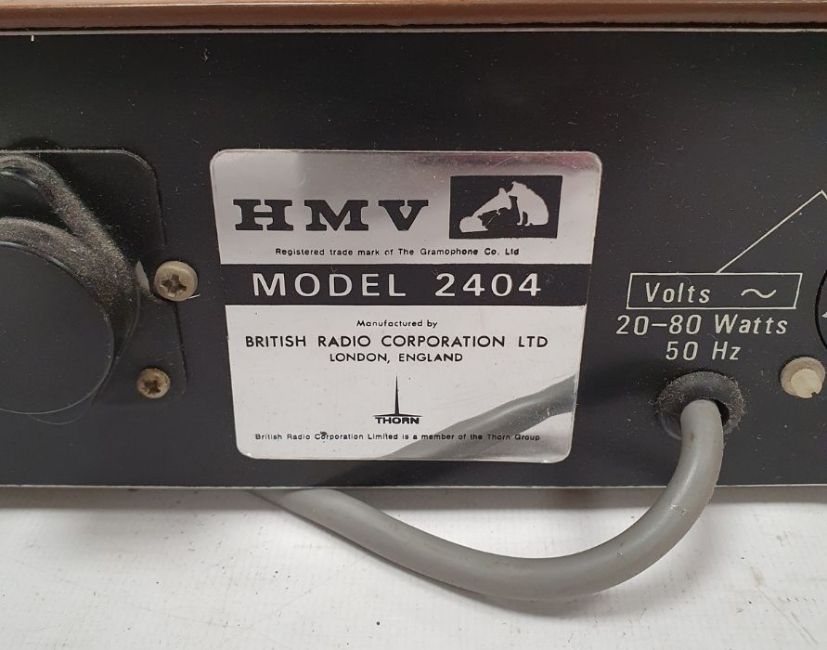 HMV
Registered trade mark of The Gramophone Co. Ltd
MODEL 2404
Manufactured by
BRITISH RADIO CORPORATION LTD
LONDON, ENGLAND
THORN
British Radio Corporation Limited is a member of the Thorn Group
Volts ~
20-80 Watts
50 Hz